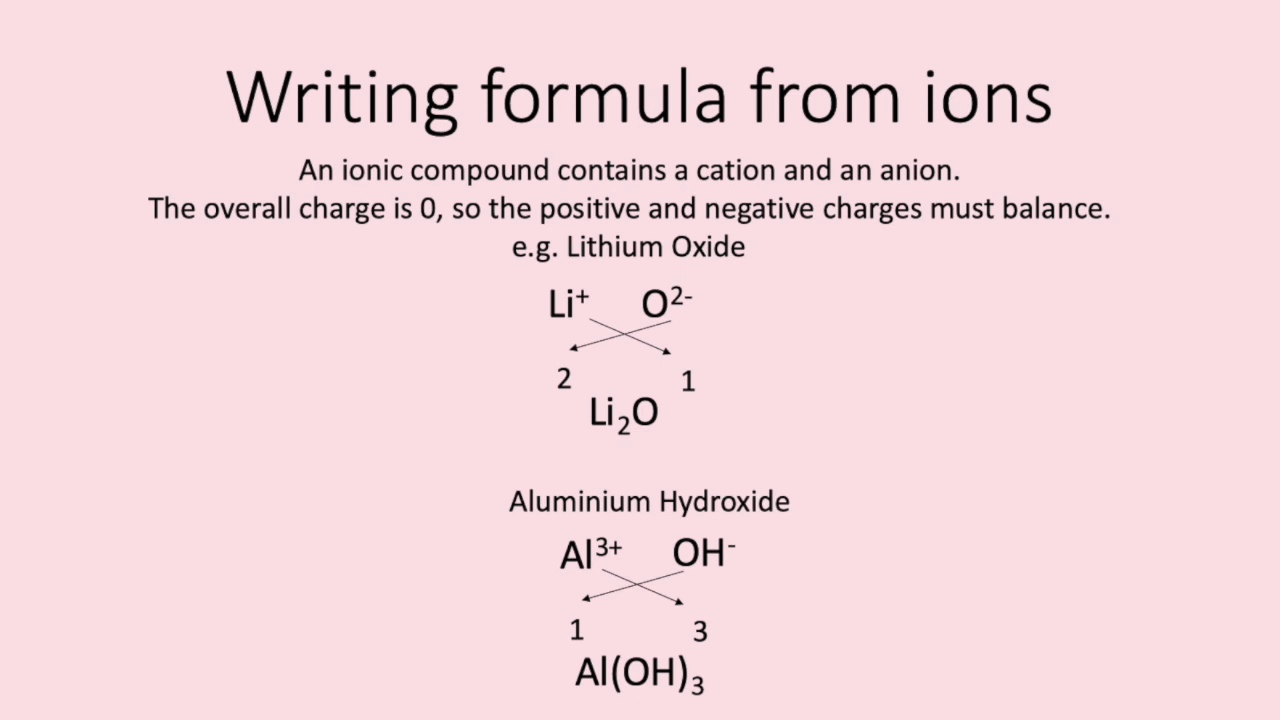 Writing formula from ions
An ionic compound contains a cation and an anion.
The overall charge is 0, so the positive and negative charges must balance.
e.g. Lithium Oxide
Li⁺ O²⁻
2 1
Li₂O
Aluminium Hydroxide
Al³⁺ OH⁻
1 3
Al(OH)₃